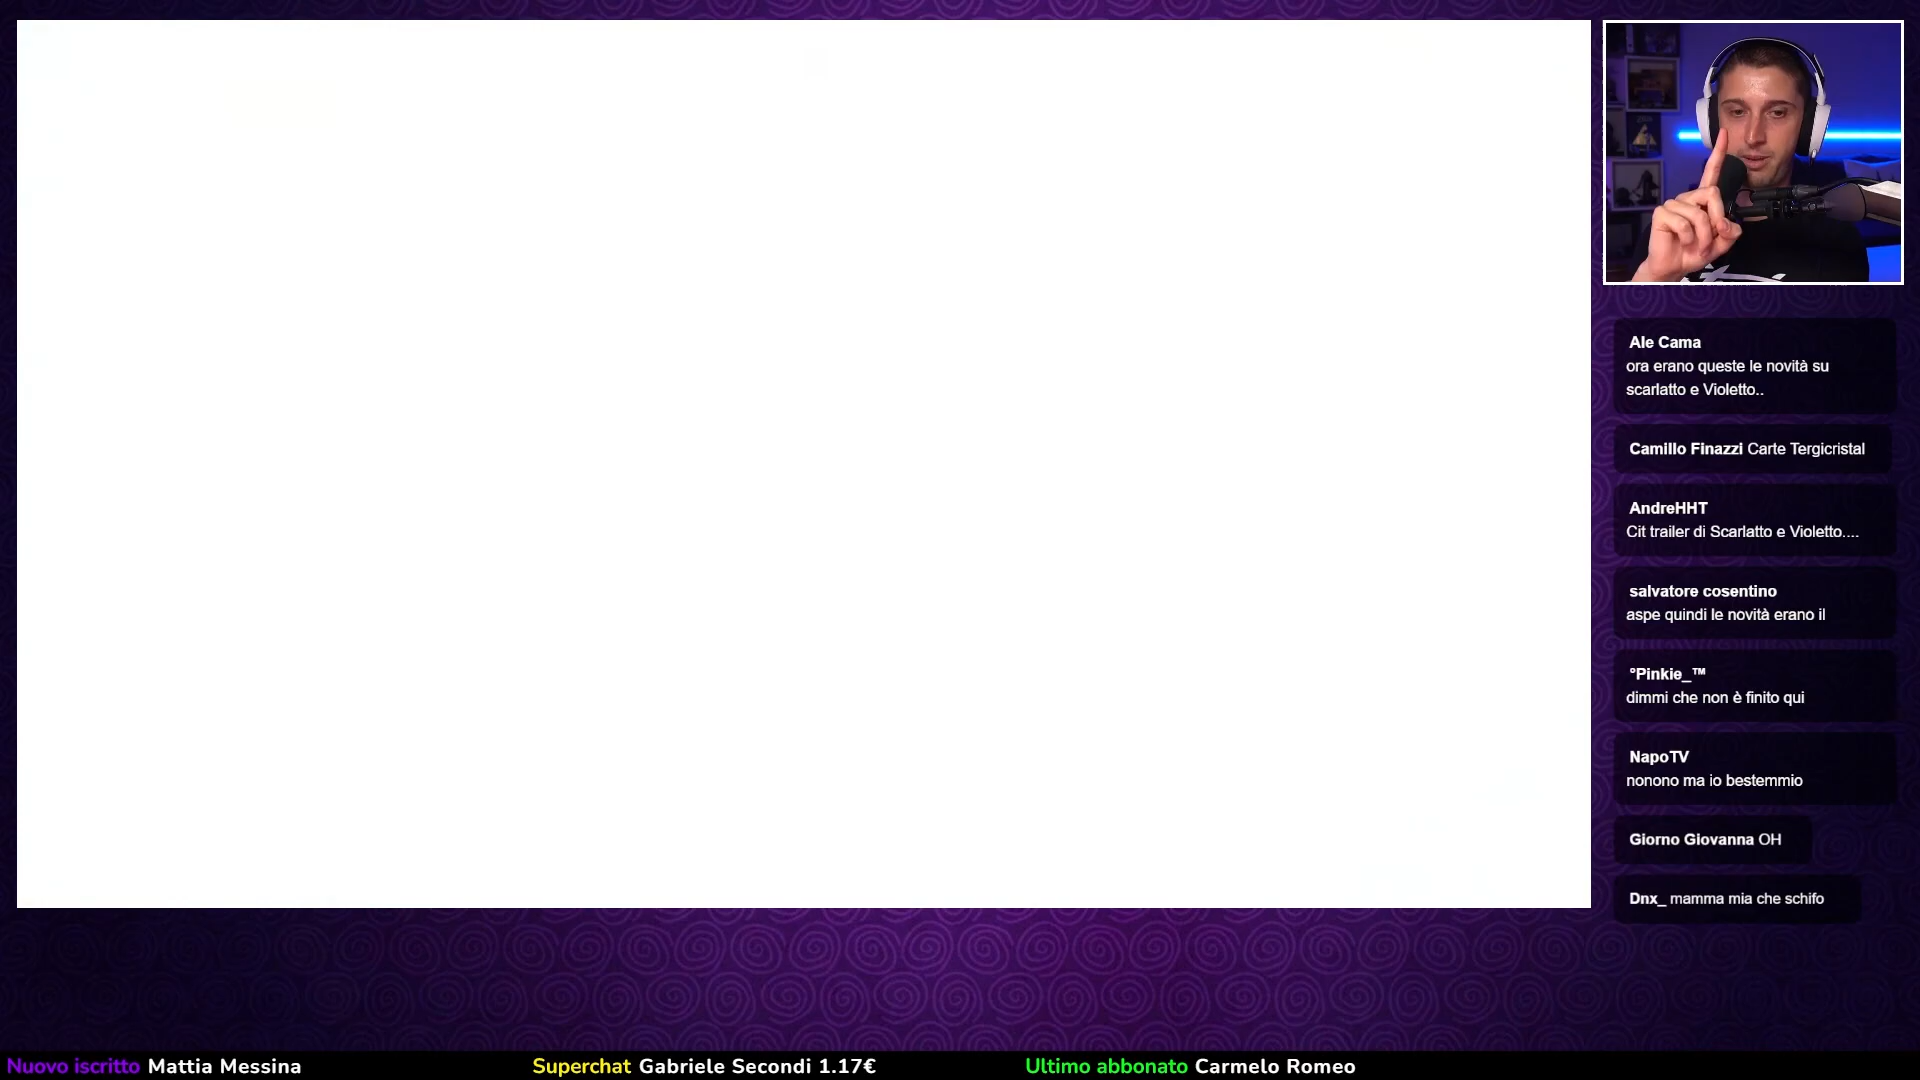 Ale Cama
ora erano queste le novità su
scarlatto e Violetto..
Camillo Finazzi Carte Tergicristal
AndreHHT
Cit trailer di Scarlatto e Violetto....
salvatore cosentino
aspe quindi le novità erano il
°Pinkie_™
dimmi che non è finito qui
NapoTV
nonono ma io bestemmio
Giorno Giovanna OH
Dnx_ mamma mia che schifo
Nuovo iscritto Mattia Messina
Superchat Gabriele Secondi 1.17€
Ultimo abbonato Carmelo Romeo